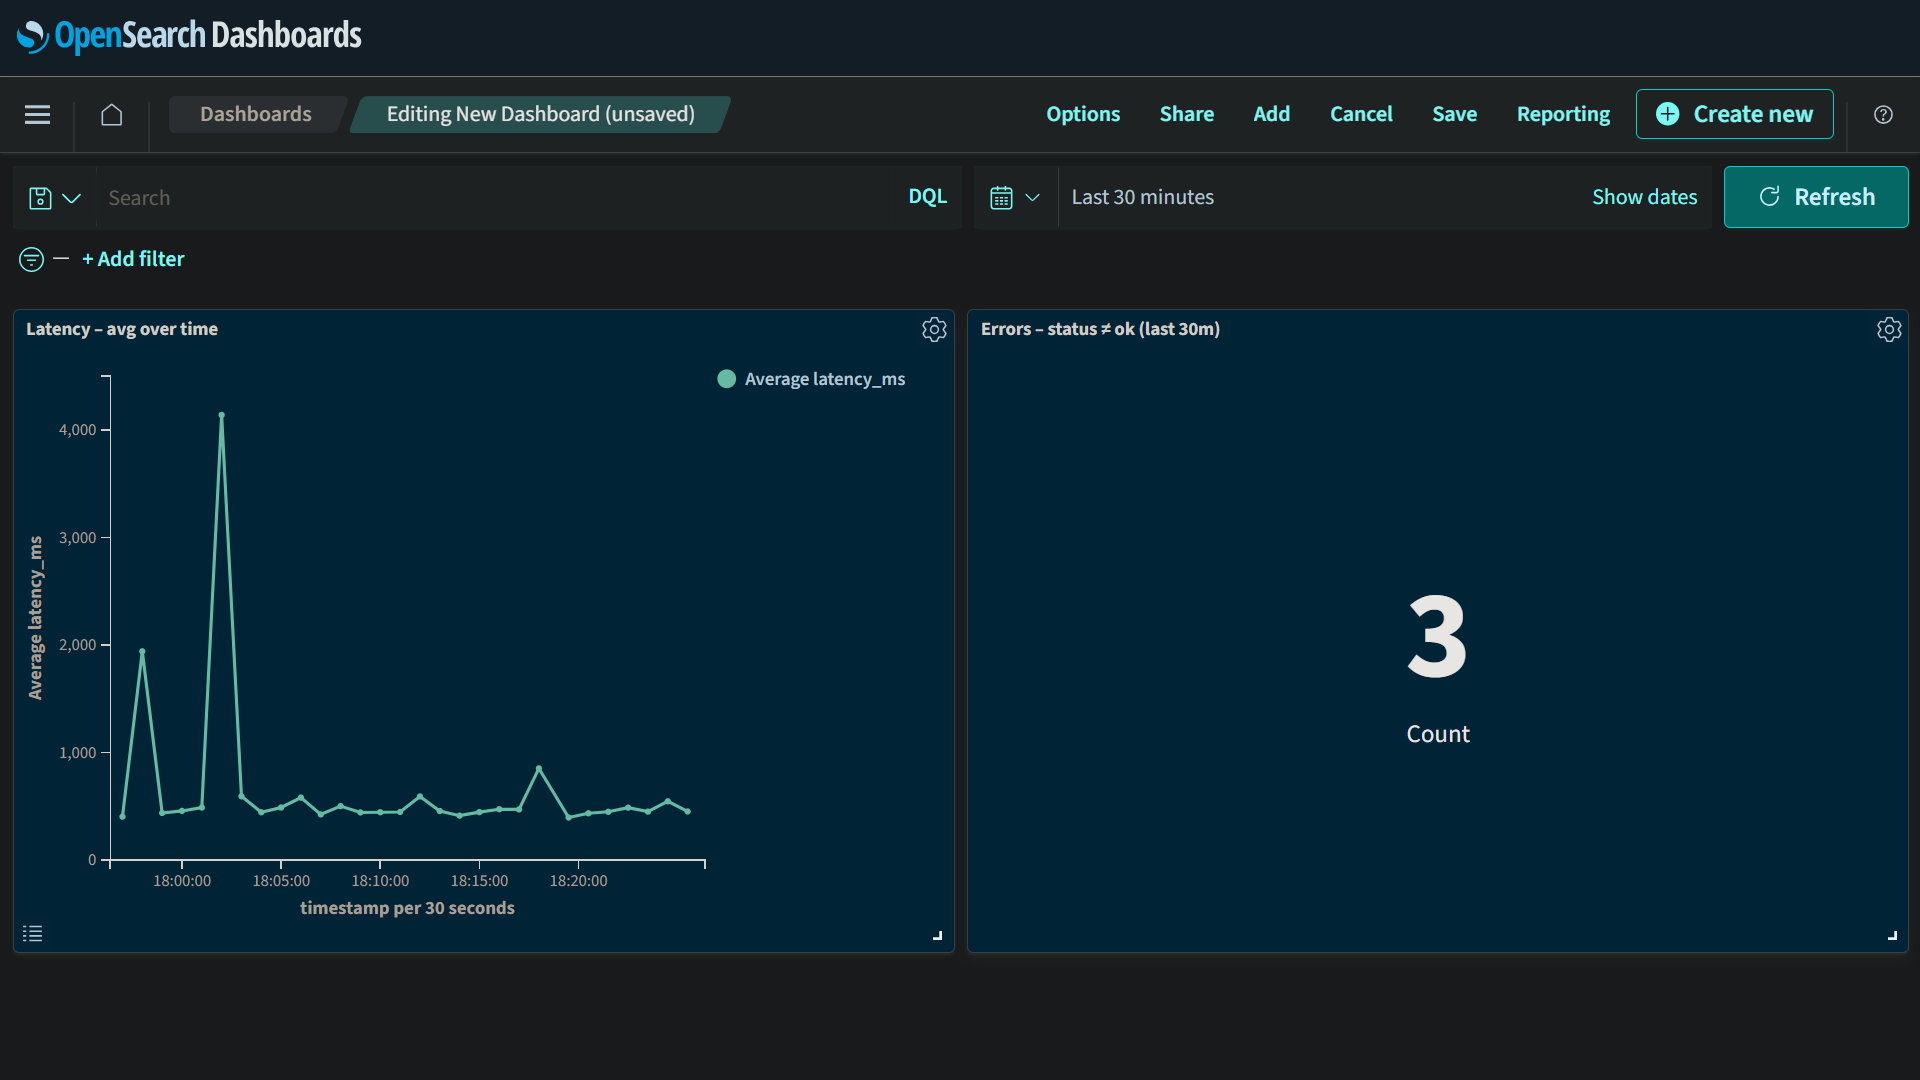 OpenSearch Dashboards
Dashboards
Editing New Dashboard (unsaved)
Options
Share
Add
Cancel
Save
Reporting
Create new
Search
DQL
Last 30 minutes
Show dates
Refresh
+ Add filter
Latency – avg over time
Average latency_ms
4,000
3,000
2,000
1,000
0
Average latency_ms
18:00:00
18:05:00
18:10:00
18:15:00
18:20:00
timestamp per 30 seconds
Errors – status ≠ ok (last 30m)
3
Count